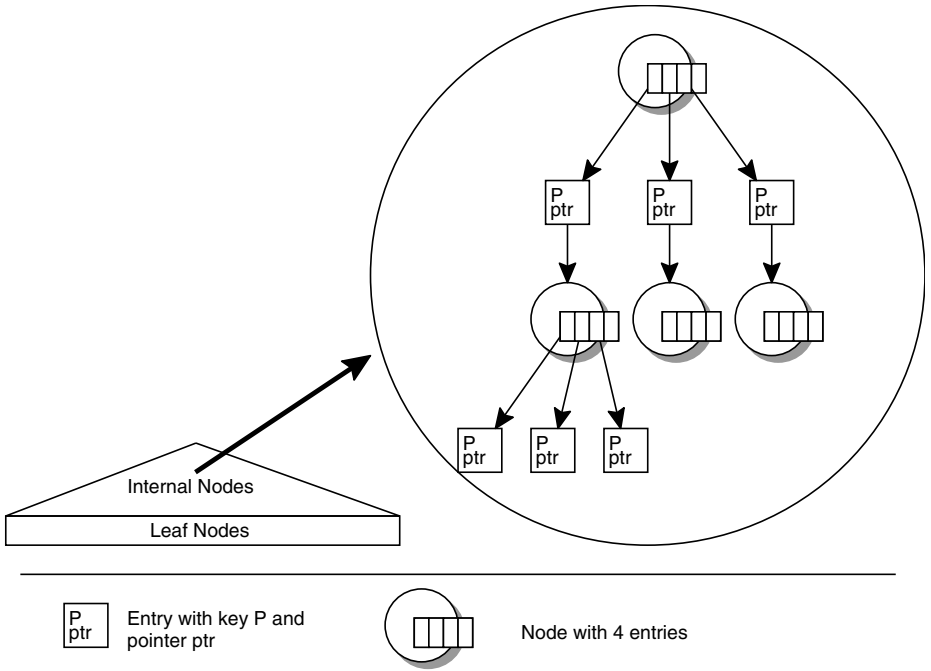 P
ptr
P
ptr
P
ptr
P
ptr
P
ptr
P
ptr
Internal Nodes
Leaf Nodes
P
ptr
Entry with key P and
pointer ptr
Node with 4 entries